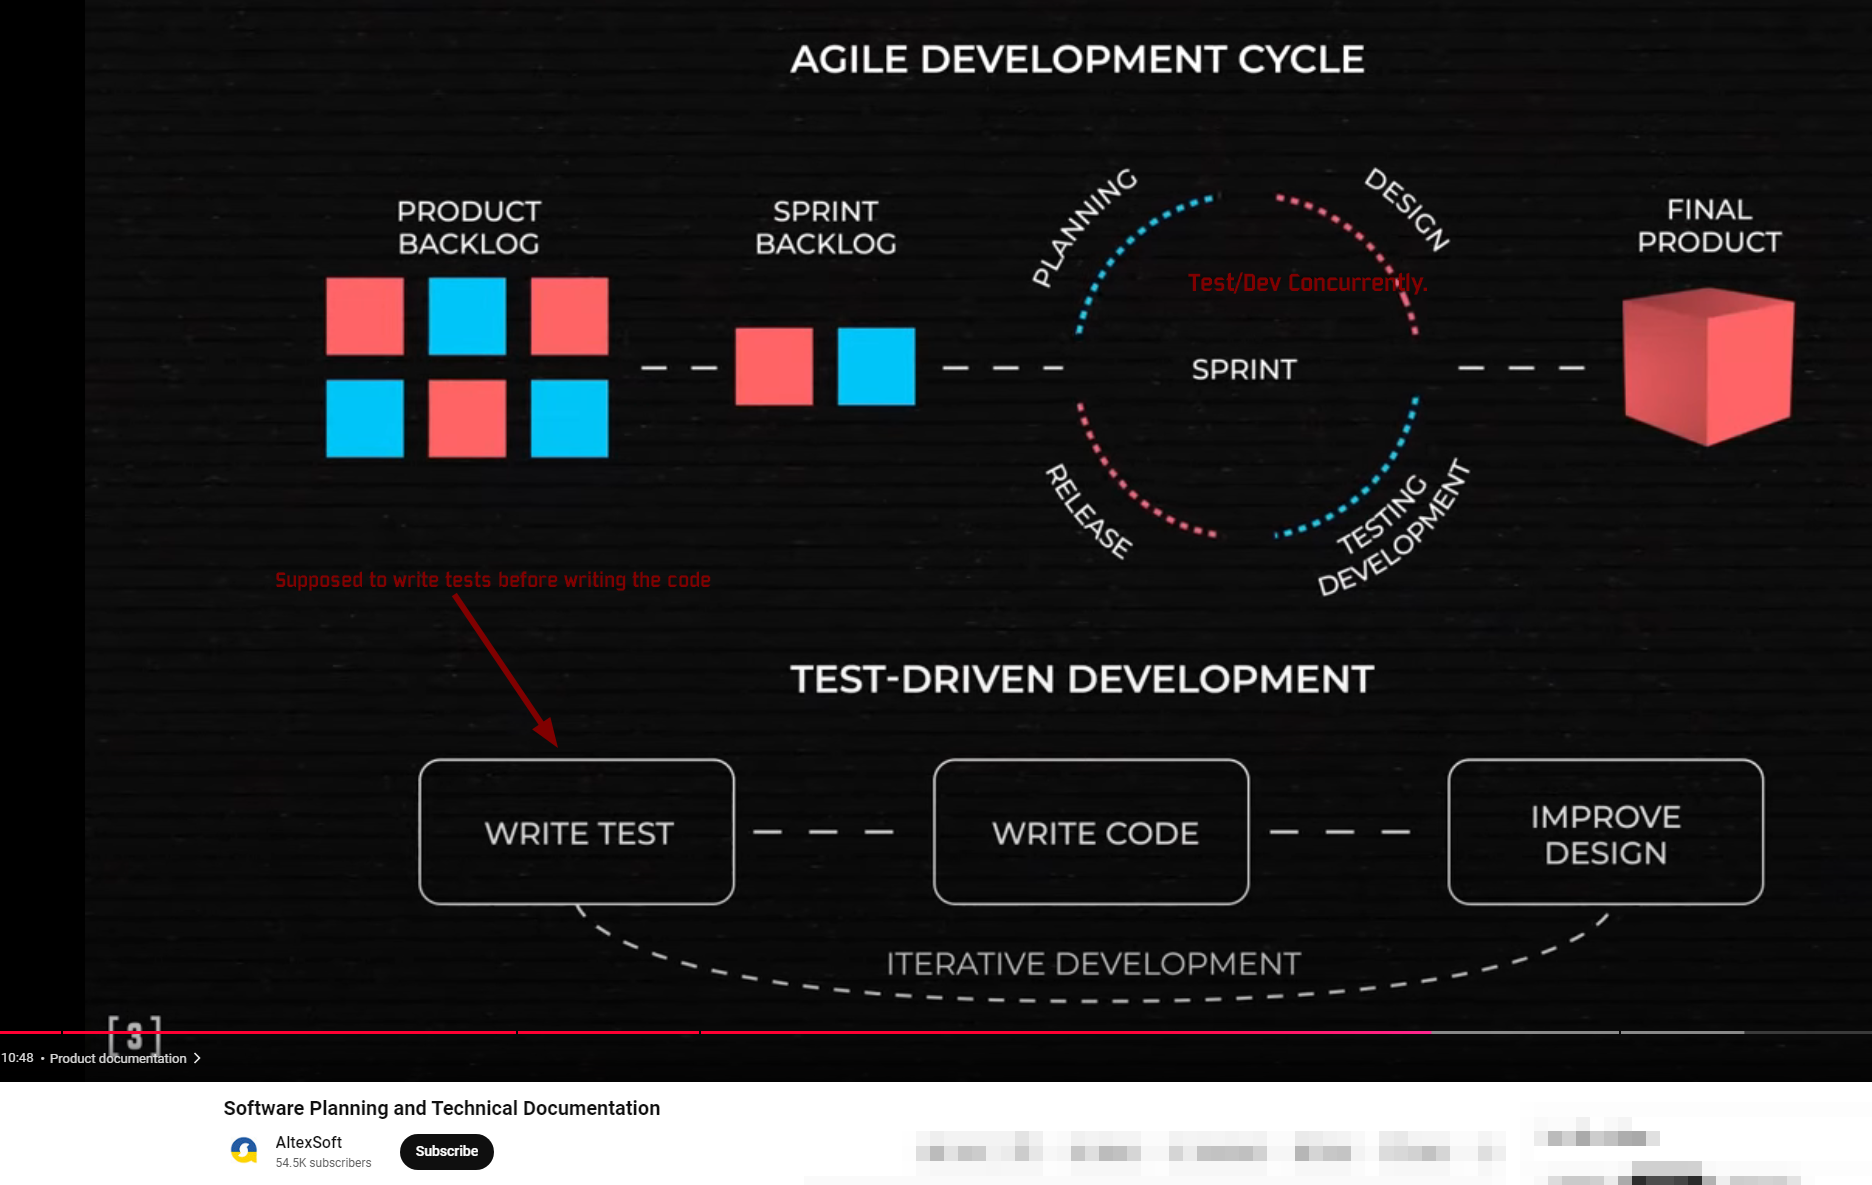 AGILE DEVELOPMENT CYCLE
PRODUCT
BACKLOG
SPRINT
BACKLOG
PLANNING
DESIGN
Test/Dev Concurrently.
SPRINT
RELEASE
TESTING
DEVELOPMENT
FINAL
PRODUCT
Supposed to write tests before writing the code
TEST-DRIVEN DEVELOPMENT
WRITE TEST
WRITE CODE
IMPROVE
DESIGN
ITERATIVE DEVELOPMENT
[3]
10:48 • Product documentation >
Software Planning and Technical Documentation
AltexSoft
54.5K subscribers
Subscribe